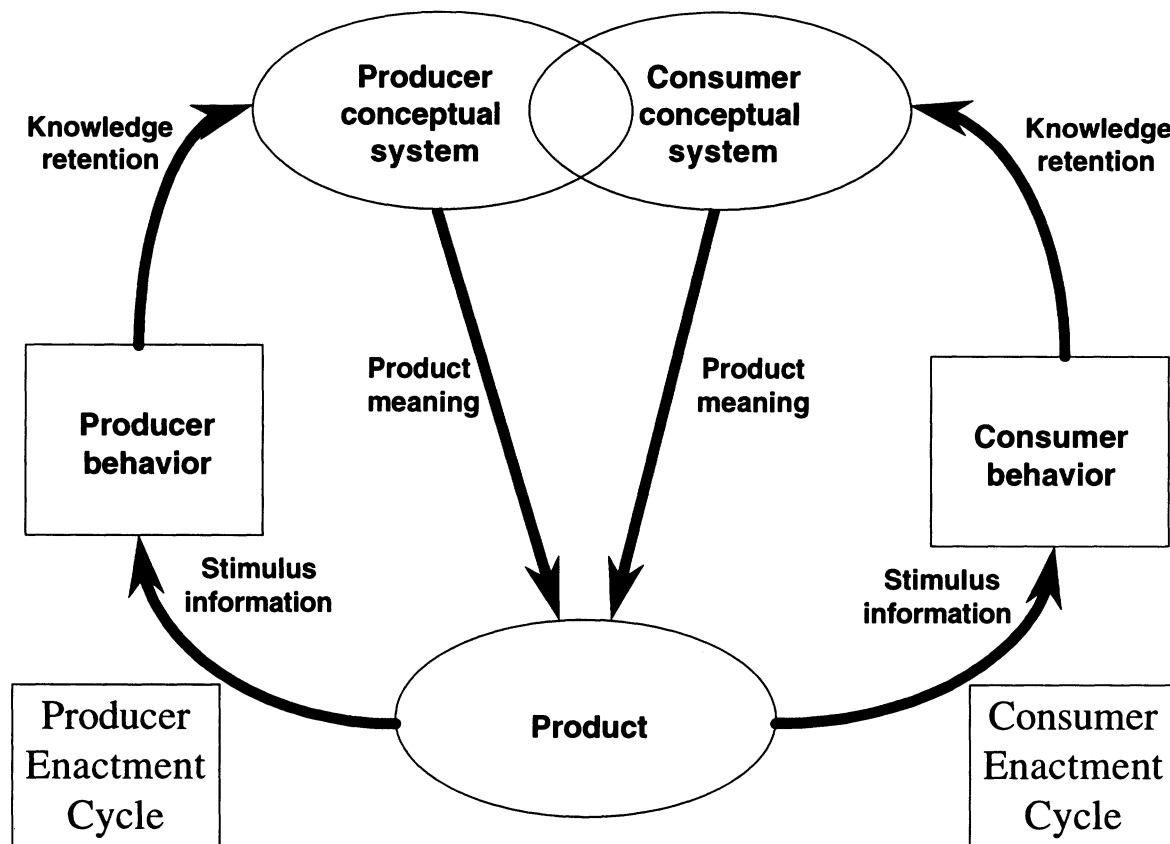 Producer
conceptual
system
Consumer
conceptual
system
Knowledge
retention
Knowledge
retention
Product
meaning
Product
meaning
Producer
behavior
Consumer
behavior
Stimulus
information
Stimulus
information
Producer
Enactment
Cycle
Product
Consumer
Enactment
Cycle